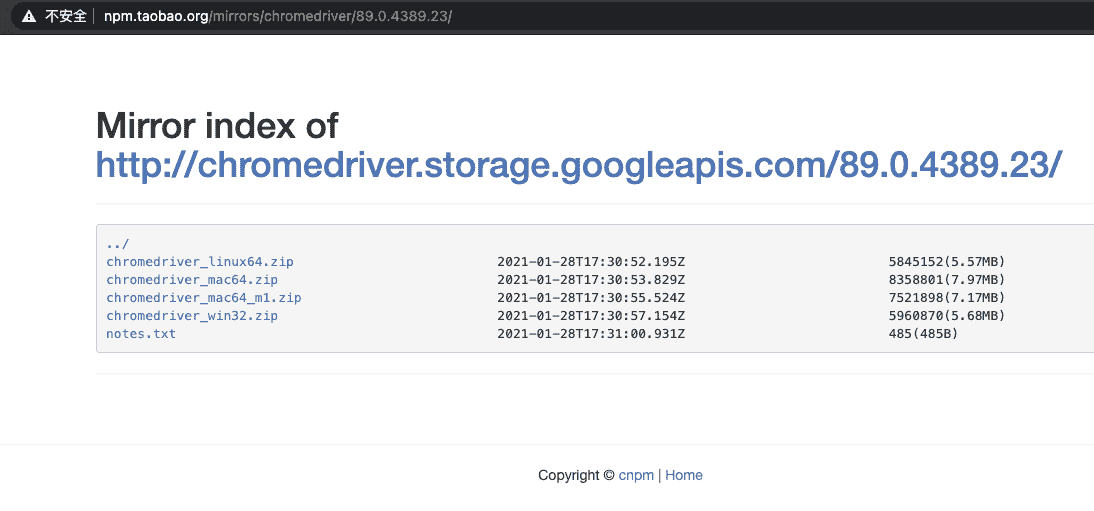 不安全 npm.taobao.org/mirrors/chromedriver/89.0.4389.23/
Mirror index of
http://chromedriver.storage.googleapis.com/89.0.4389.23/
../
chromedriver_linux64.zip 2021-01-28T17:30:52.195Z 5845152(5.57MB)
chromedriver_mac64.zip 2021-01-28T17:30:53.829Z 8358801(7.97MB)
chromedriver_mac64_m1.zip 2021-01-28T17:30:55.524Z 7521898(7.17MB)
chromedriver_win32.zip 2021-01-28T17:30:57.154Z 5960870(5.68MB)
notes.txt 2021-01-28T17:31:00.931Z 485(485B)
Copyright © cnpm | Home